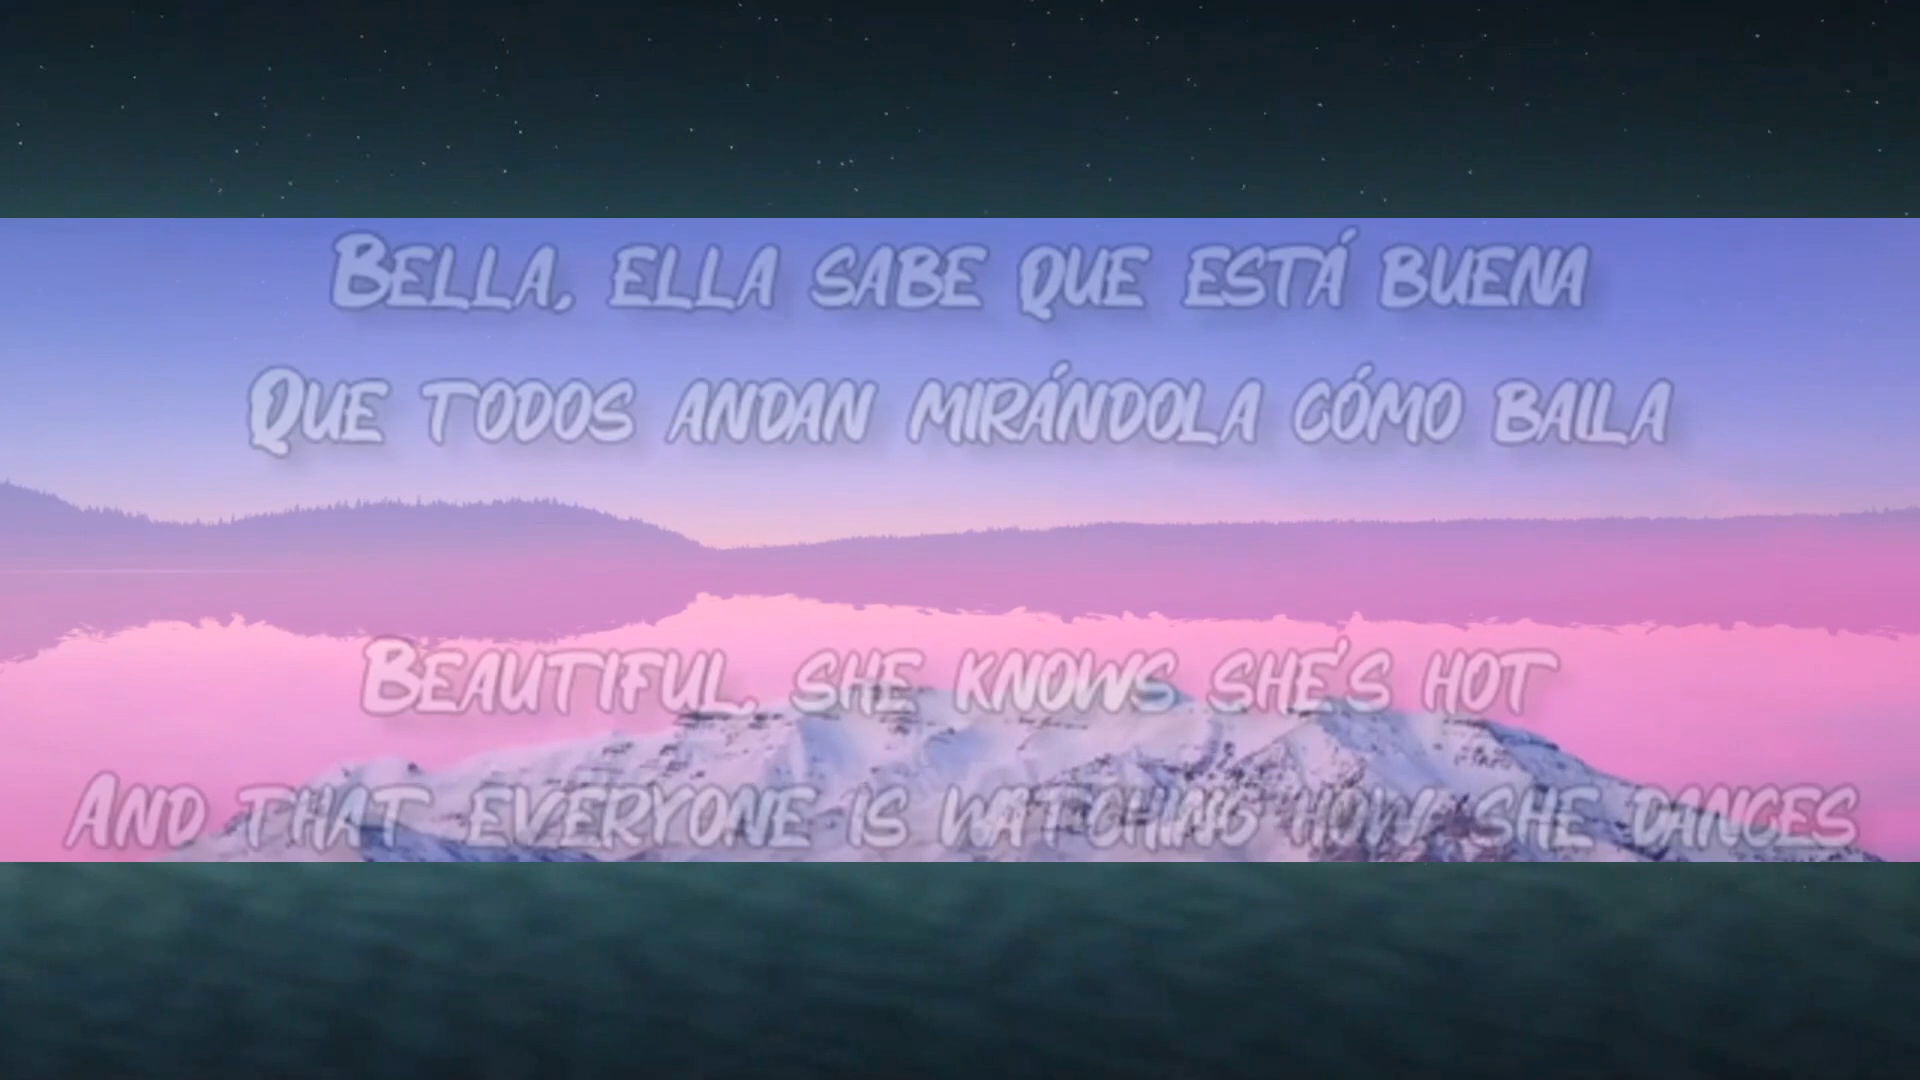 Bella, ella sabe que está buena
Que todos andan mirándola cómo baila
Beautiful, she knows she's hot
And that everyone is watching how she dances